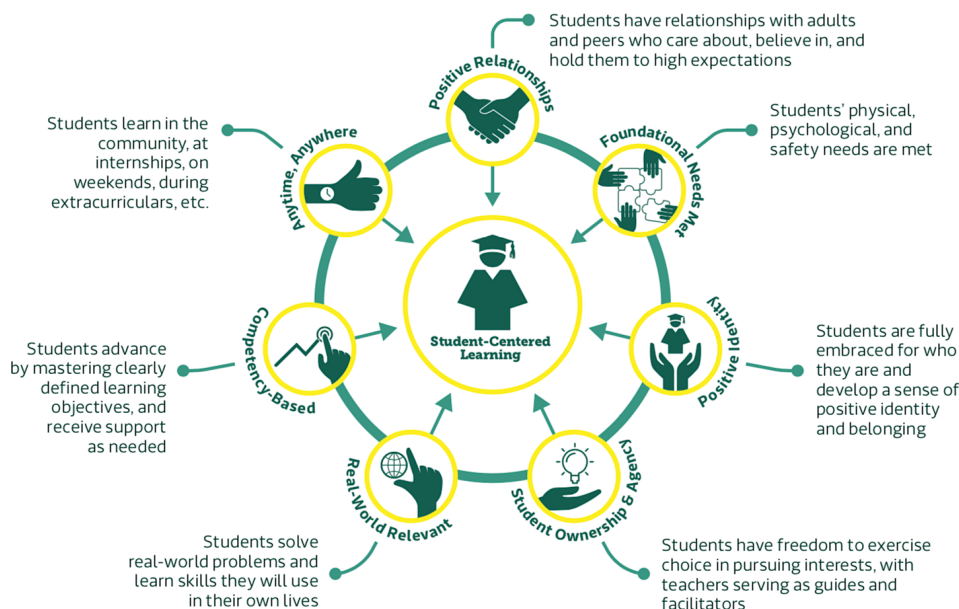 Students have relationships with adults
and peers who care about, believe in, and
hold them to high expectations
Positive Relationships
Students' physical,
psychological, and
safety needs are met
Foundational Needs Met
Students learn in the
community, at
internships, on
weekends, during
extracurriculars, etc.
Anytime, Anywhere
Student-Centered
Learning
Positive Identity
Students are fully
embraced for who
they are and
develop a sense of
positive identity
and belonging
Competency-Based
Students advance
by mastering clearly
defined learning
objectives, and
receive support
as needed
Real-World Relevant
Students solve
real-world problems and
learn skills they will use
in their own lives
Student Ownership & Agency
Students have freedom to exercise
choice in pursuing interests, with
teachers serving as guides and
facilitators